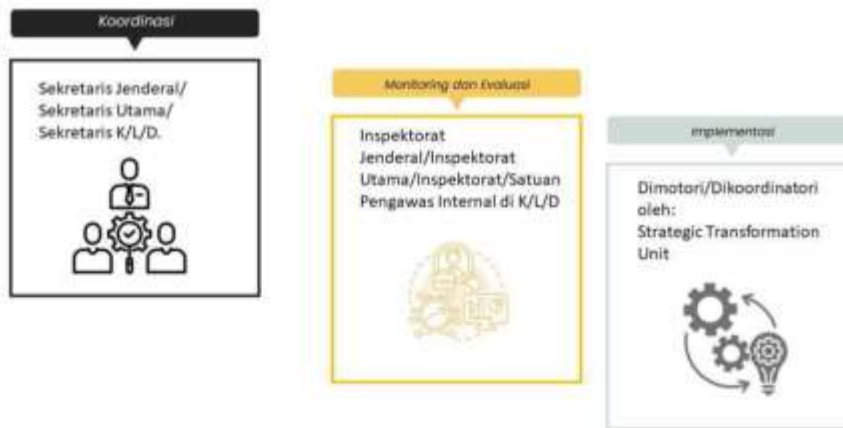 Koordinasi
Sekretaris Jenderal/
Sekretaris Utama/
Sekretaris K/L/D.
Monitoring dan Evaluasi
Inspektorat
Jenderal/Inspektorat
Utama/Inspektorat/Satuan
Pengawas Internal di K/L/D
Implementasi
Dimotori/Dikoordinatori
oleh:
Strategic Transformation
Unit